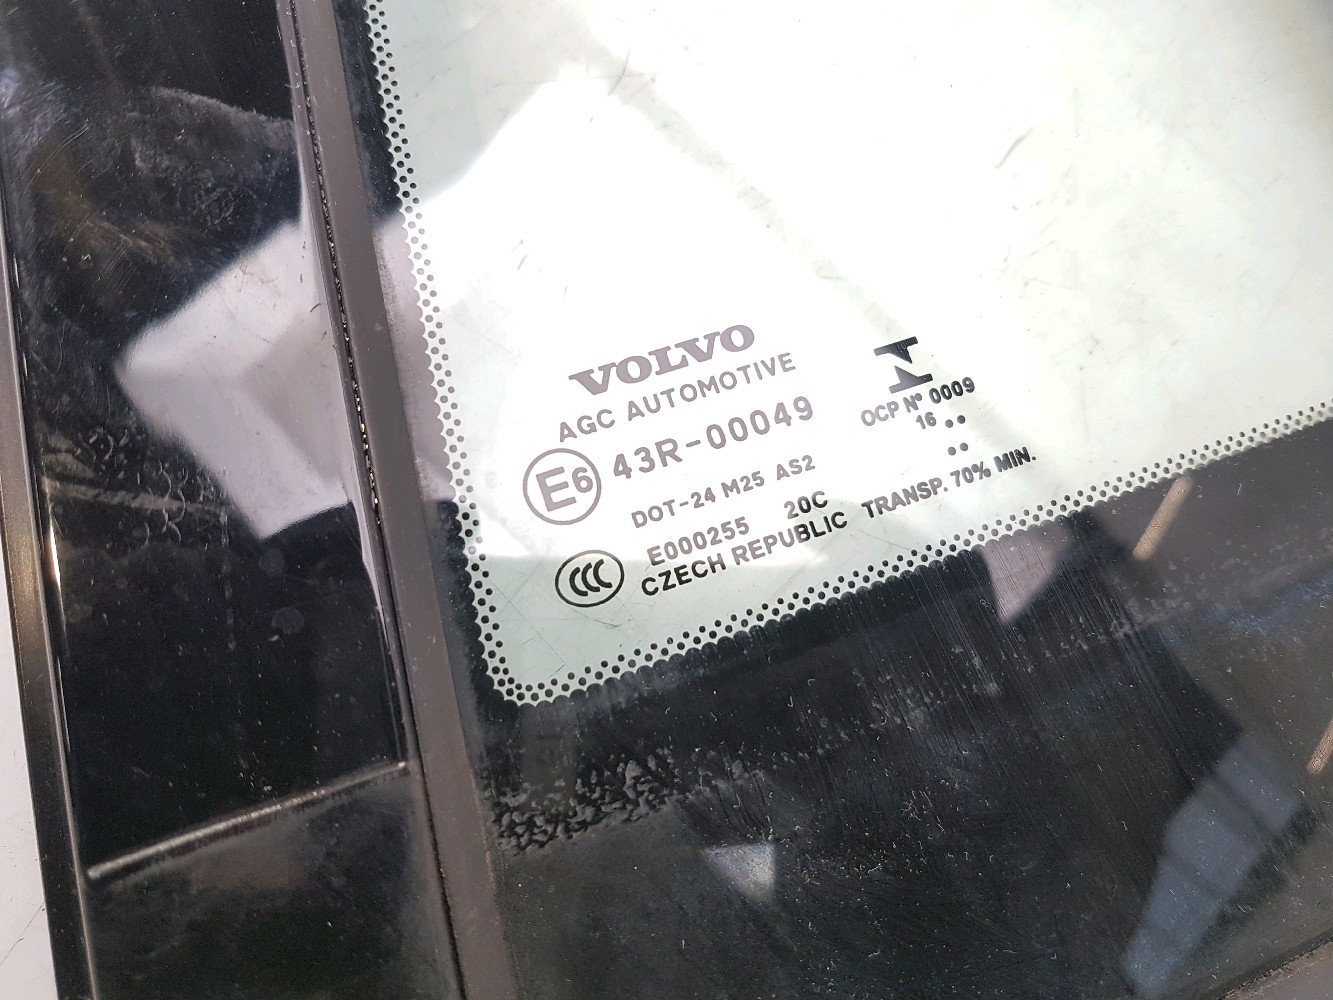 VOLVO
AGC AUTOMOTIVE
E6 43R-00049
DOT-24 M25 AS2
E000255 20C
CCC CZECH REPUBLIC TRANSP. 70% MIN.
OCP Nº 0009
16 ..
..